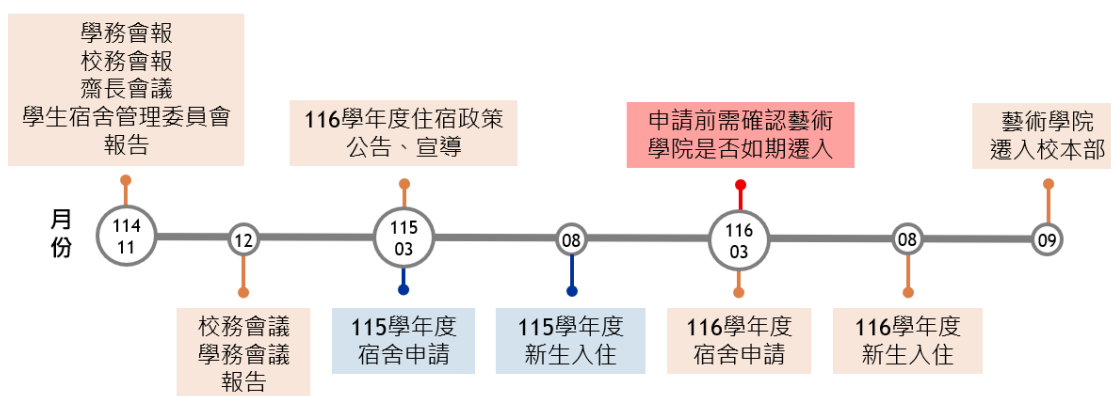 學務會報
校務會報
齋長會議
學生宿舍管理委員會
報告
116學年度住宿政策
公告、宣導
申請前需確認藝術
學院是否如期遷入
藝術學院
遷入校本部
月
份
114
11
12
115
03
08
116
03
08
09
校務會議
學務會議
報告
115學年度
宿舍申請
115學年度
新生入住
116學年度
宿舍申請
116學年度
新生入住